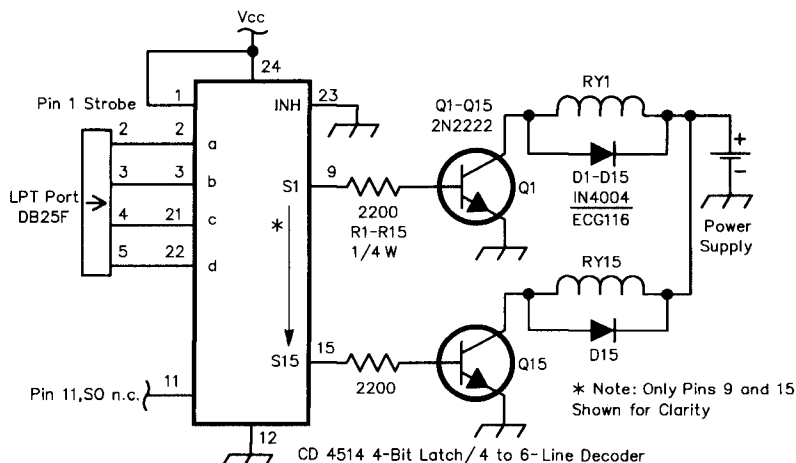 Vcc
24
1
Pin 1 Strobe
23
INH
2
2
a
3
3
b
LPT Port
DB25F
4
21
c
5
22
d
S1
9
*
2200
R1-R15
1/4 W
Q1-Q15
2N2222
Q1
RY1
D1-D15
IN4004
ECG116
+
-
Power
Supply
S15
15
2200
Q15
RY15
D15
Pin 11,SO n.c.
11
12
* Note: Only Pins 9 and 15
Shown for Clarity
CD 4514 4-Bit Latch/4 to 6-Line Decoder